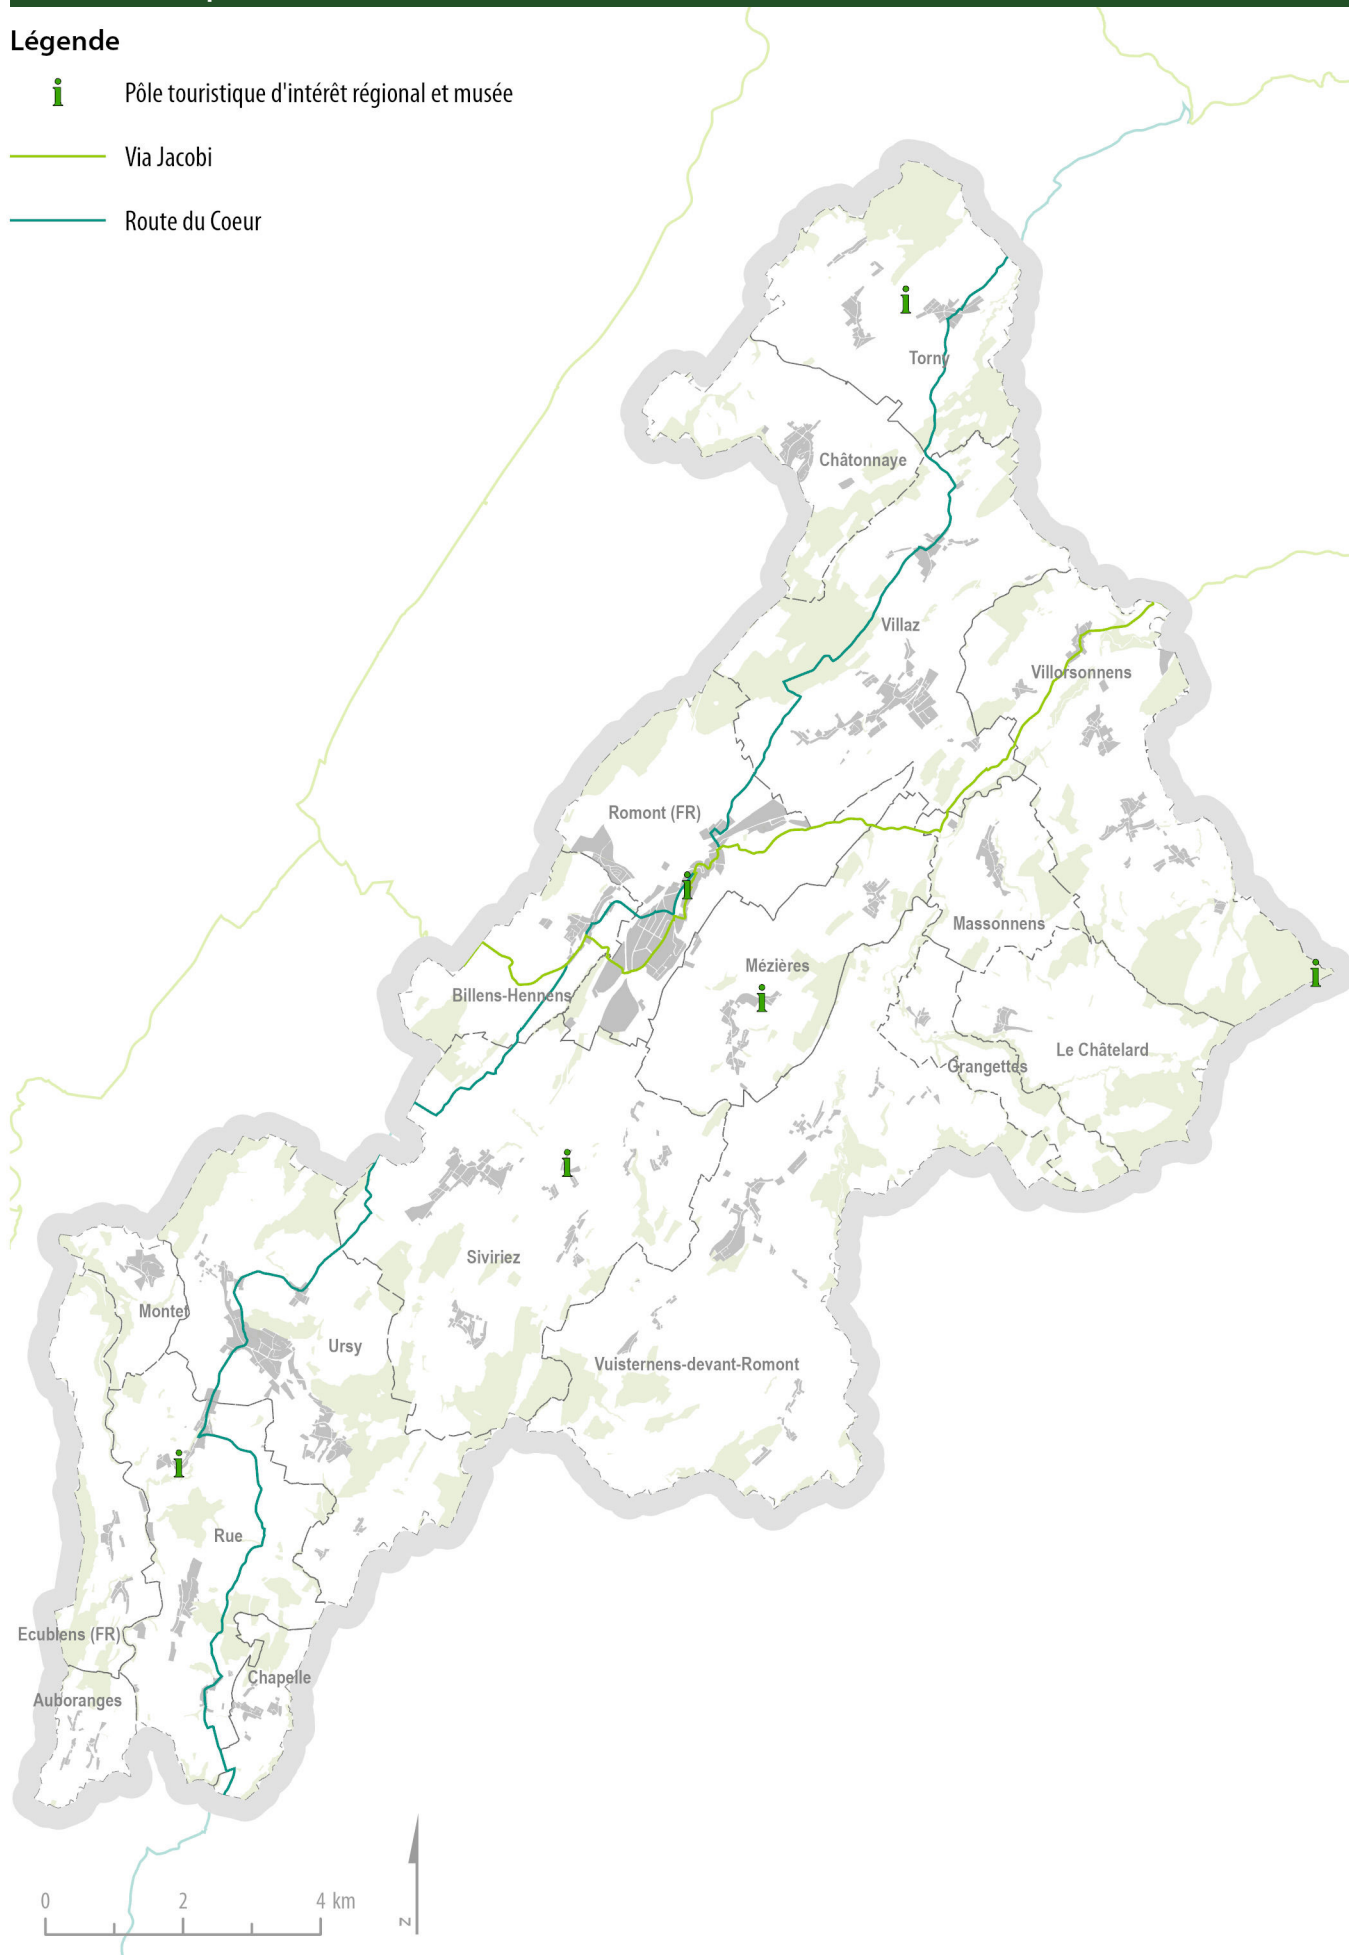 Légende
Pôle touristique d'intérêt régional et musée
Via Jacobi
Route du Coeur
Torny
Châtonnaye
Villaz
Villorsonnens
Romont (FR)
Massonnens
Mézières
Billens-Hennens
Le Châtelard
Grangettes
Siviriez
Montet
Ursy
Vuisternens-devant-Romont
Rue
Ecublens (FR)
Chapelle
Auboranges
0 2 4 km
N